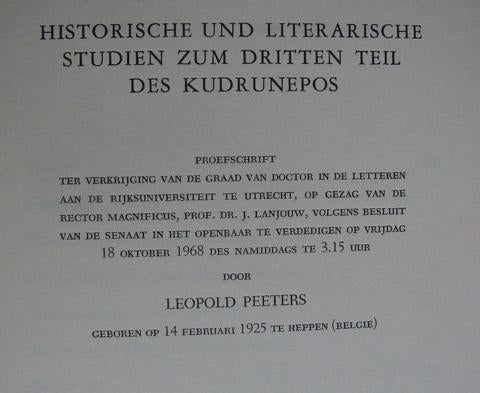 HISTORISCHE UND LITERARISCHE
STUDIEN ZUM DRITTEN TEIL
DES KUDRUNEPOS
PROEFSCHRIFT
TER VERKRIJGING VAN DE GRAAD VAN DOCTOR IN DE LETTEREN
AAN DE RIJKSUNIVERSITEIT TE UTRECHT, OP GEZAG VAN DE
RECTOR MAGNIFICUS, PROF. DR. J. LANJOUW, VOLGENS BESLUIT
VAN DE SENAAT IN HET OPENBAAR TE VERDEDIGEN OP VRIJDAG
18 OKTOBER 1968 DES NAMIDDAGS TE 3.15 UUR
DOOR
LEOPOLD PEETERS
GEBOREN OP 14 FEBRUARI 1925 TE HEPPEN (BELGIE)